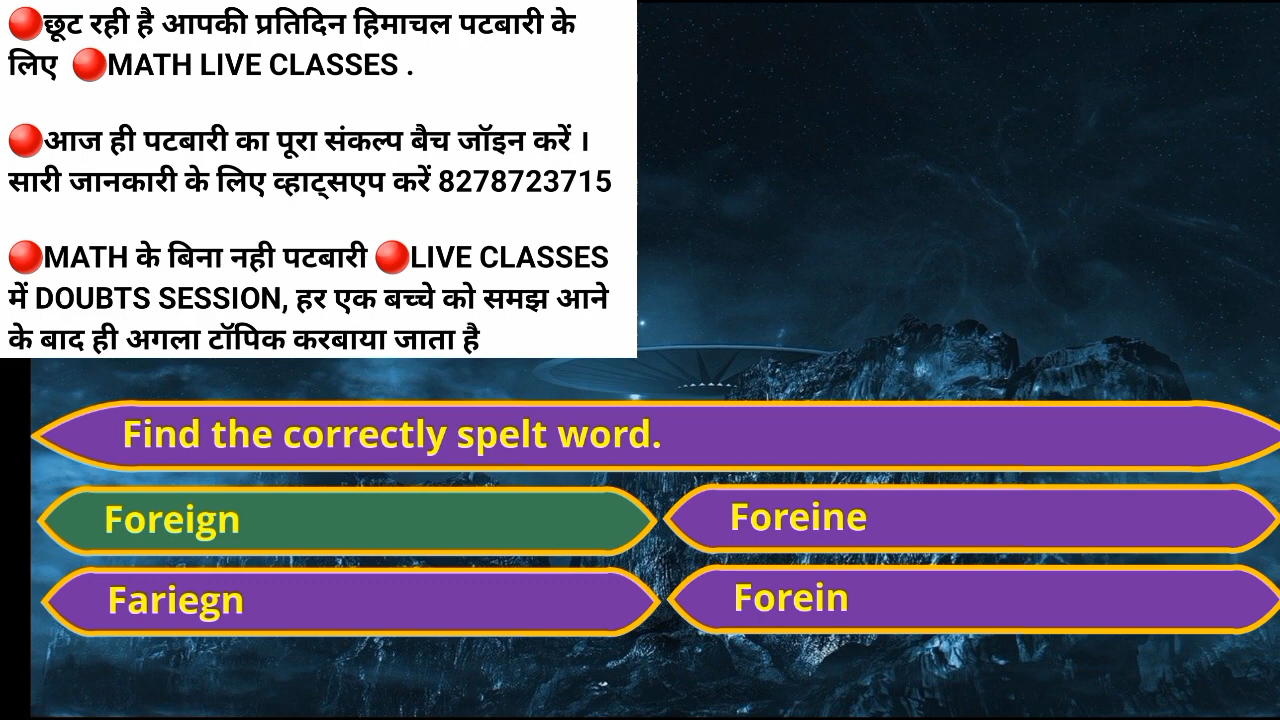 🔴छूट रही है आपकी प्रतिदिन हिमाचल पटबारी के
लिए 🔴MATH LIVE CLASSES .
🔴आज ही पटबारी का पूरा संकल्प बैच जॉइन करें ।
सारी जानकारी के लिए व्हाट्सएप करें 8278723715
🔴MATH के बिना नही पटबारी 🔴LIVE CLASSES
में DOUBTS SESSION, हर एक बच्चे को समझ आने
के बाद ही अगला टॉपिक करबाया जाता है
Find the correctly spelt word.
Foreign
Foreine
Fariegn
Forein